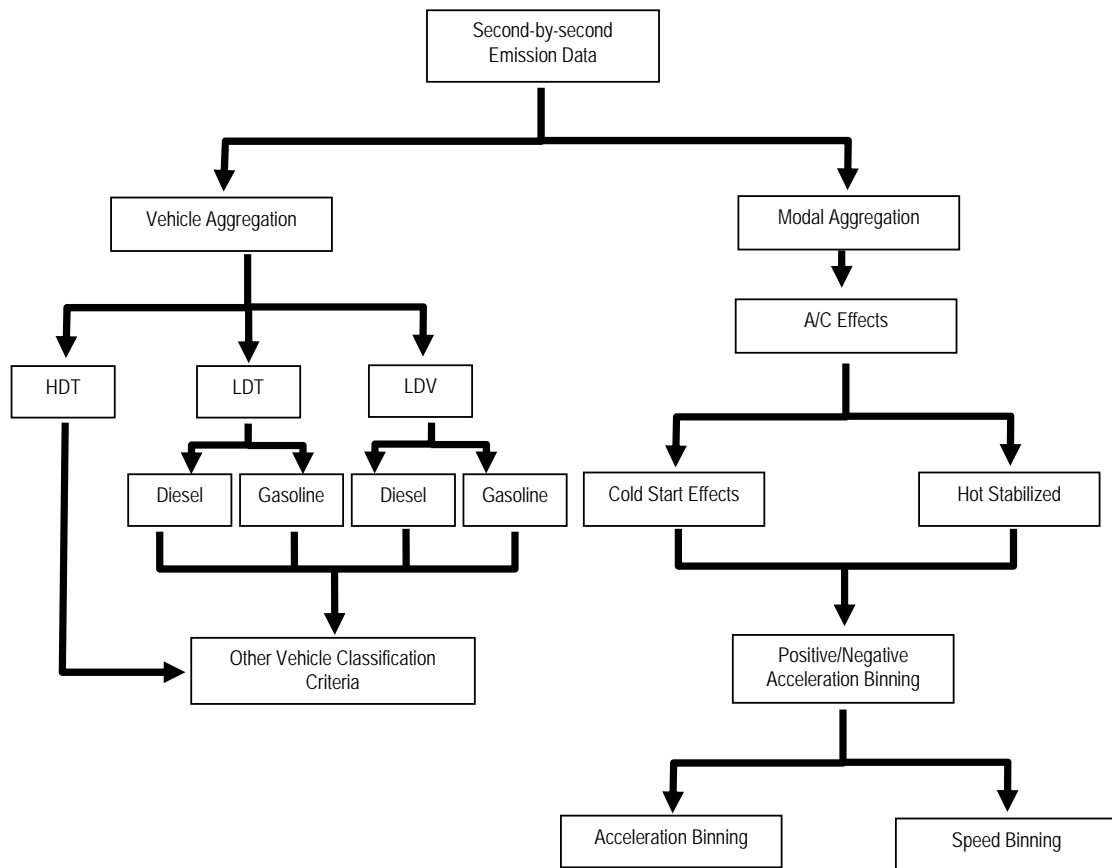 Second-by-second
Emission Data
Vehicle Aggregation
Modal Aggregation
A/C Effects
HDT
LDT
LDV
Diesel
Gasoline
Diesel
Gasoline
Cold Start Effects
Hot Stabilized
Other Vehicle Classification
Criteria
Positive/Negative
Acceleration Binning
Acceleration Binning
Speed Binning